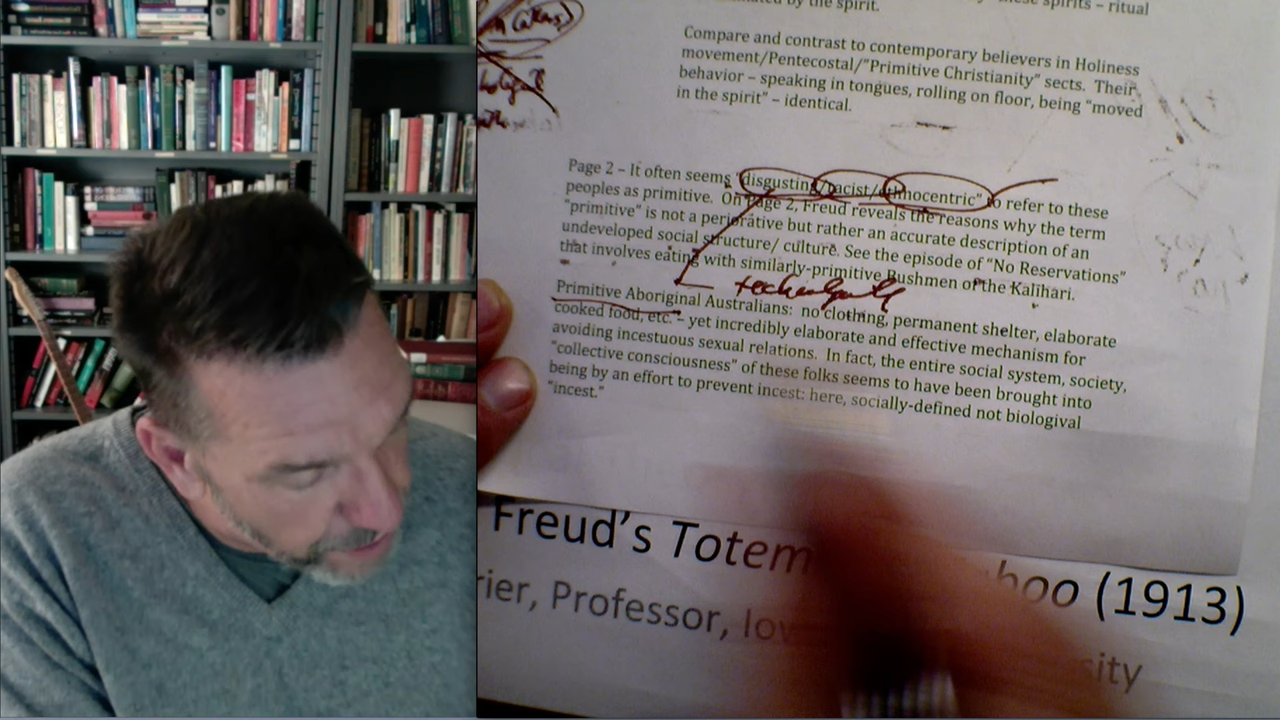 by the spirit. these spirits – ritual
Compare and contrast to contemporary believers in Holiness
movement/Pentecostal/"Primitive Christianity" sects. Their
behavior – speaking in tongues, rolling on floor, being "moved
in the spirit" – identical.
Page 2 – It often seems disgusting/racist/ethnocentric" to refer to these
peoples as primitive. On Page 2, Freud reveals the reasons why the term
"primitive" is not a perjorative but rather an accurate description of an
undeveloped social structure/ culture. See the episode of "No Reservations"
that involves eating with similarly-primitive Bushmen of the Kalihari.
Primitive Aboriginal Australians: no clothing, permanent shelter, elaborate
cooked food, etc. – yet incredibly elaborate and effective mechanism for
avoiding incestuous sexual relations. In fact, the entire social system, society,
"collective consciousness" of these folks seems to have been brought into
being by an effort to prevent incest: here, socially-defined not biologival
"incest."
Freud's Totem (1913)
Professor,